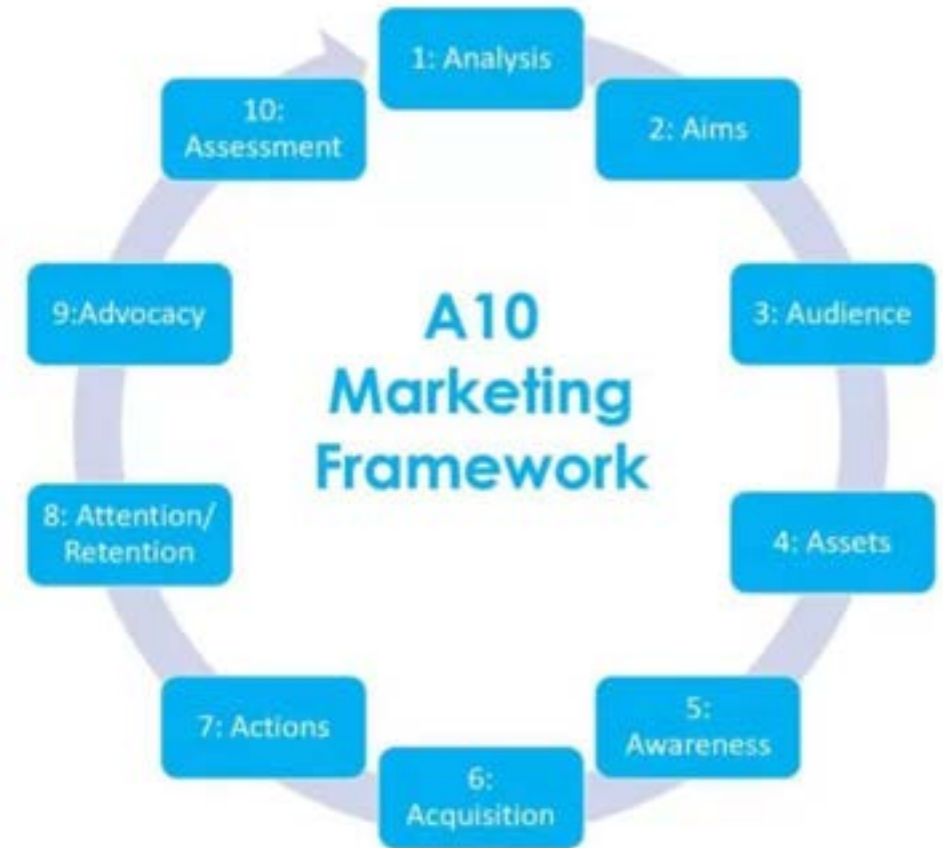 1: Analysis
2: Aims
3: Audience
4: Assets
5:
Awareness
6:
Acquisition
7: Actions
8: Attention/
Retention
9:Advocacy
10:
Assessment
A10
Marketing
Framework